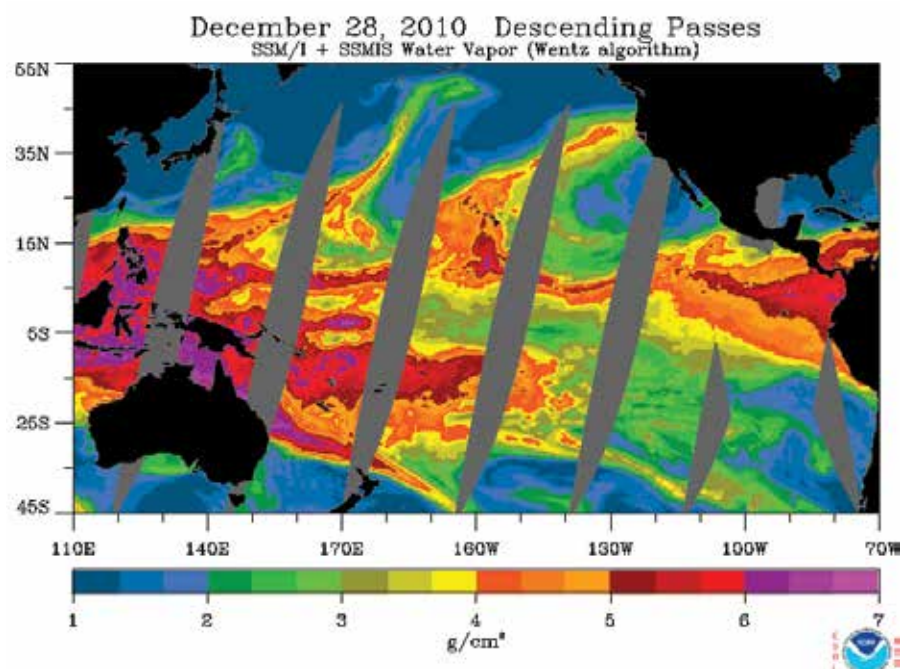 December 28, 2010 Descending Passes
SSM/I + SSMIS Water Vapor (Wentz algorithm)
55N
35N
15N
5S
25S
45S
110E 140E 170E 160W 130W 100W 70W
1 2 3 4 5 6 7
g/cm²